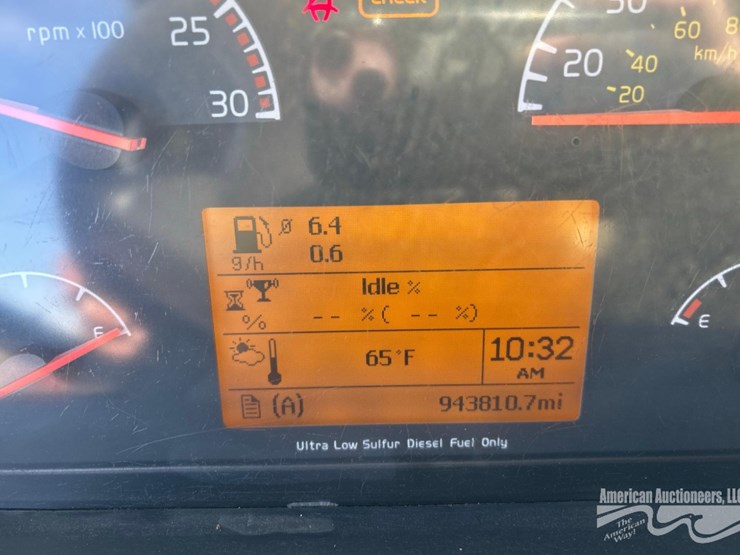 check
rpm x 100
25
30
20
60
km/h
40
20
6.4
0.6
g/h
Idle %
% -- % ( -- %)
65°F
10:32
AM
(A) 943810.7mi
E
E
Ultra Low Sulfur Diesel Fuel Only
American Auctioneers, LLC
The American Way!